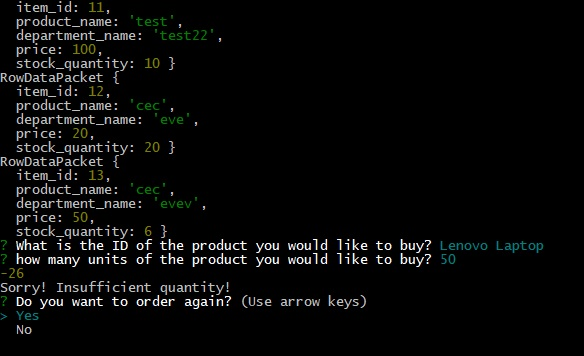 item_id: 11,
product_name: 'test',
department_name: 'test22',
price: 100,
stock_quantity: 10 }
RowDataPacket {
item_id: 12,
product_name: 'cec',
department_name: 'eve',
price: 20,
stock_quantity: 20 }
RowDataPacket {
item_id: 13,
product_name: 'cec',
department_name: 'evev',
price: 50,
stock_quantity: 6 }
? What is the ID of the product you would like to buy? Lenovo Laptop
? how many units of the product you would like to buy? 50
-26
Sorry! Insufficient quantity!
? Do you want to order again? (Use arrow keys)
> Yes
No